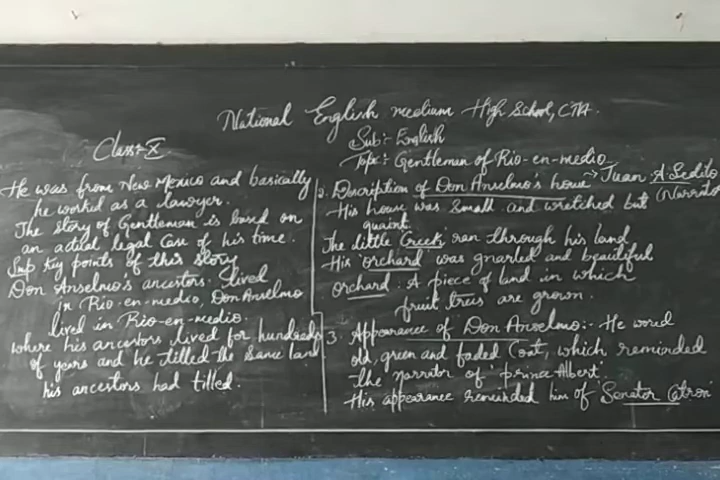 National English medium High School, CTA.
Sub:- English
Class:- X
Topic:- Gentleman of Rio-en-medio
→ Juan A. Sedillo
(Narrator
He was from New Mexico and basically
he worked as a lawyer.
The story of Gentleman is based on
an actual legal case of his time.
Key points of this story
Don Anselmo's ancestors lived
in Rio-en-medio, Don Anselmo
lived in Rio-en-medio.
where his ancestors lived for hundreds
of years and he tilled the same land
his ancestors had tilled.
2. Description of Don Anselmo's house
His house was small and wretched but
quaint.
The little Creek ran through his land
His 'orchard' was gnarled and beautiful
orchard: A piece of land in which
fruit trees are grown.
3. Appearance of Don Anselmo:- He wored
old, green and faded Coat, which reminded
the narrator of 'prince Albert'.
His appearance reminded him of 'Senator Catron'